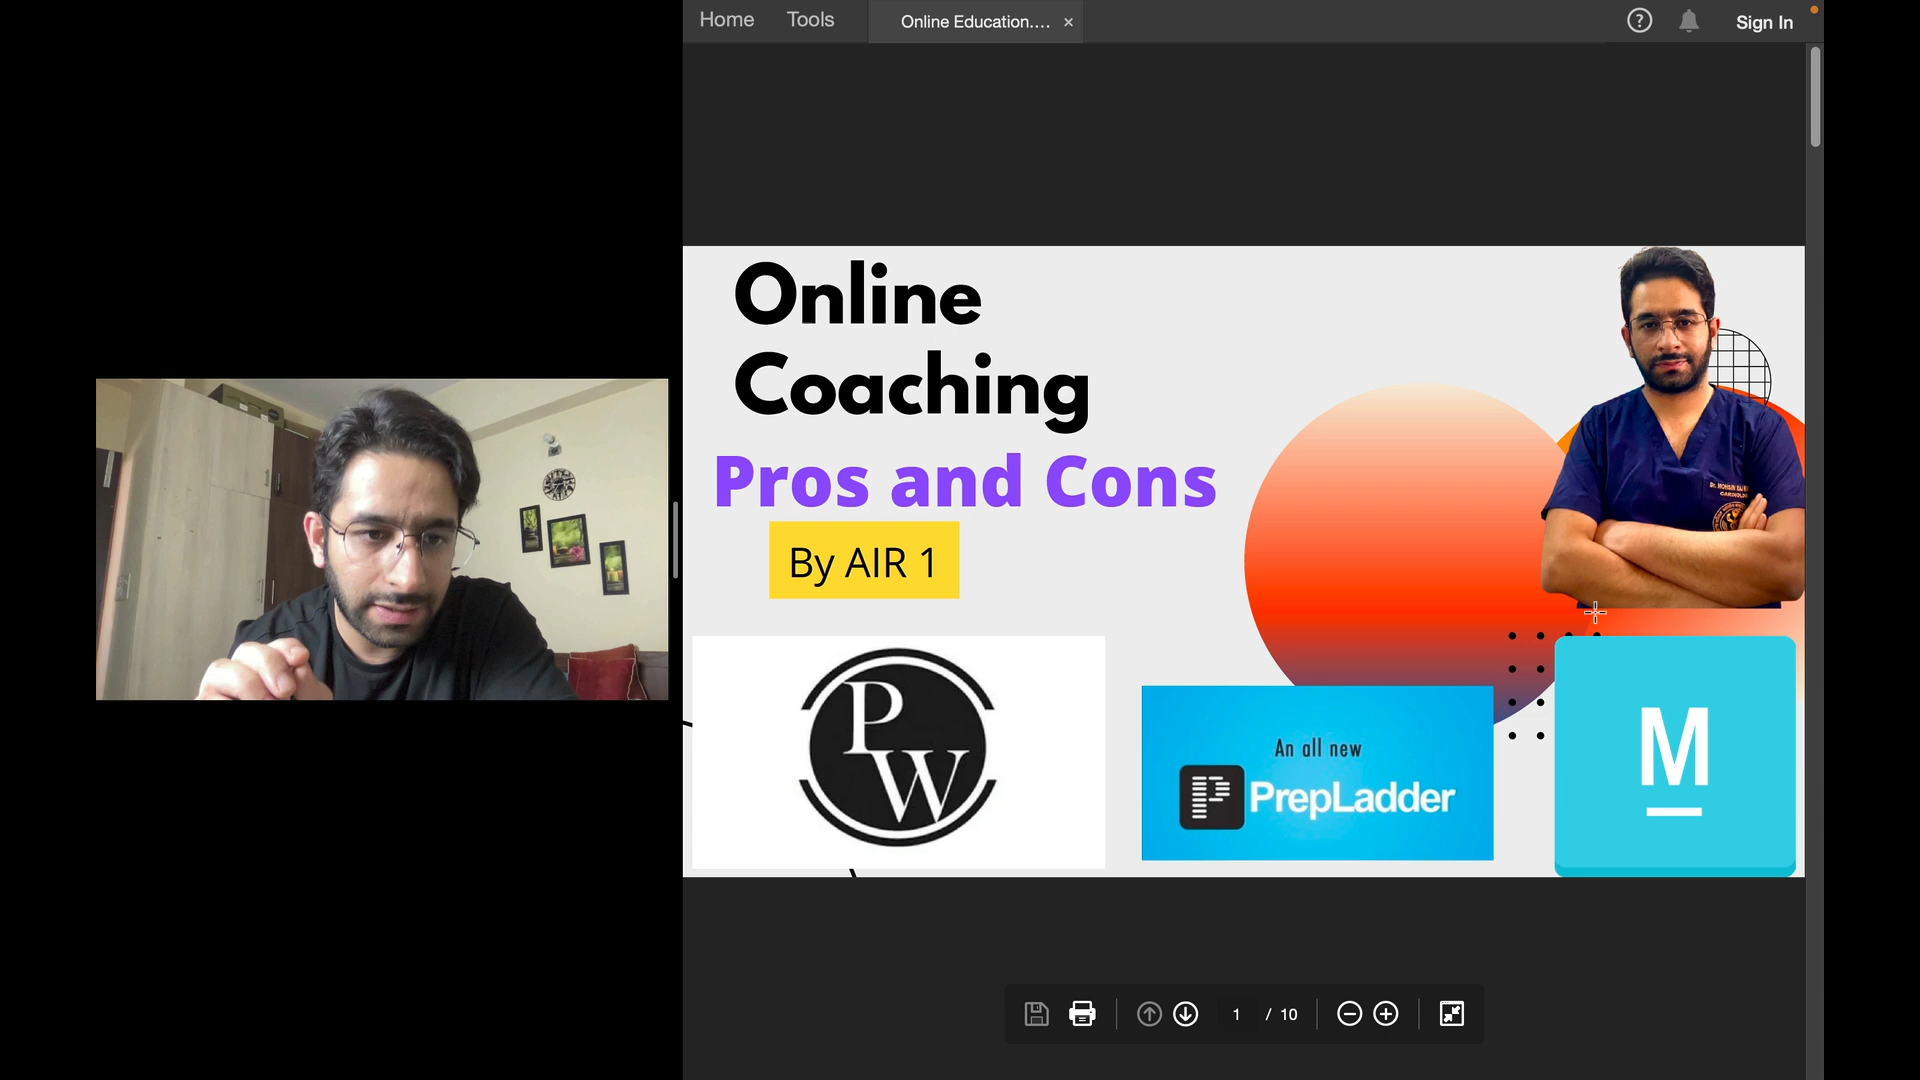 Home Tools Online Education.... × ? Sign In
Online
Coaching
Pros and Cons
By AIR 1
PW
An all new
P PrepLadder
M
CARDIOLOGY
1 / 10